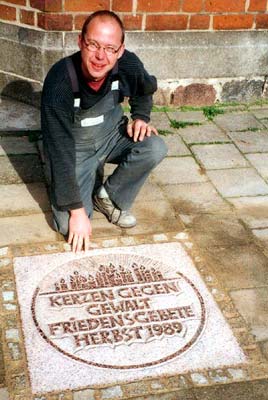 KERZEN GEGEN
GEWALT
FRIEDENSGEBETE
HERBST 1989